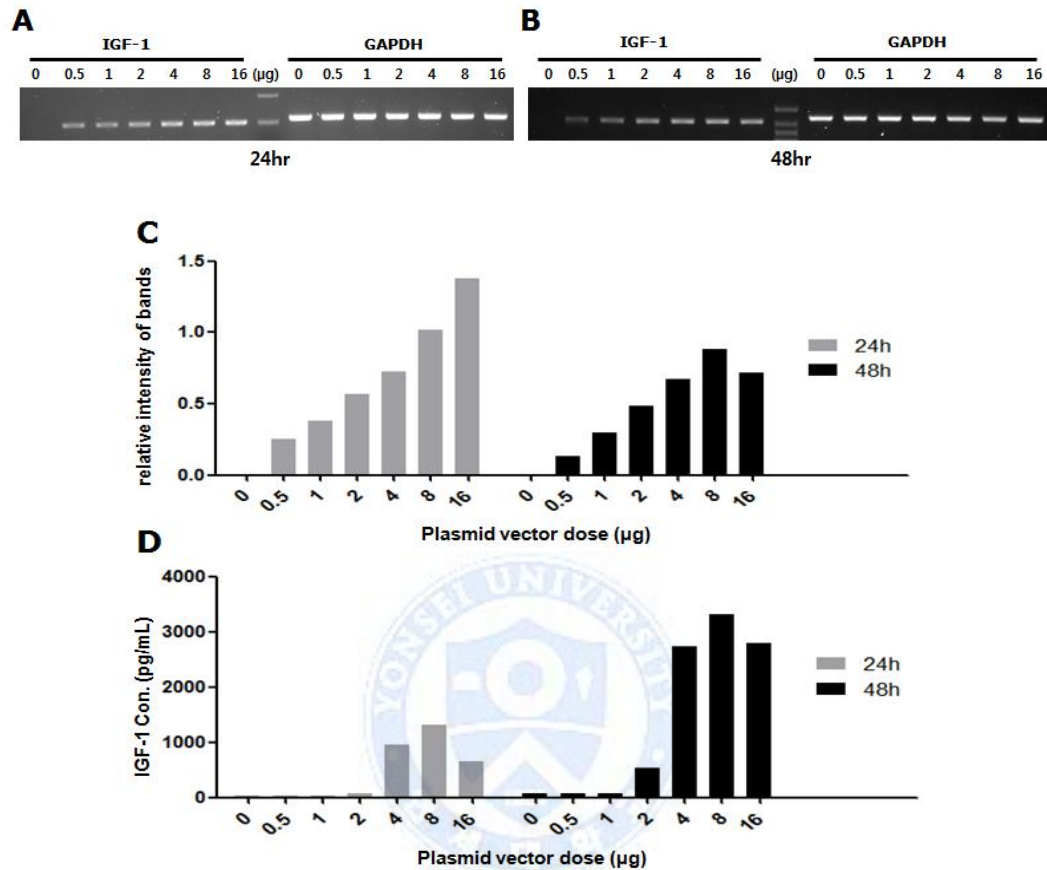 A
IGF-1 GAPDH
0 0.5 1 2 4 8 16 (μg) 0 0.5 1 2 4 8 16
24hr
B
IGF-1 GAPDH
0 0.5 1 2 4 8 16 (μg) 0 0.5 1 2 4 8 16
48hr
C
relative intensity of bands
1.5
1.0
0.5
0.0
0 0.5 1 2 4 8 16 0 0.5 1 2 4 8 16
Plasmid vector dose (μg)
24h
48h
D
IGF-1 Con. (pg/mL)
4000
3000
2000
1000
0
0 0.5 1 2 4 8 16 0 0.5 1 2 4 8 16
Plasmid vector dose (μg)
24h
48h
YONSEI UNIVERSITY